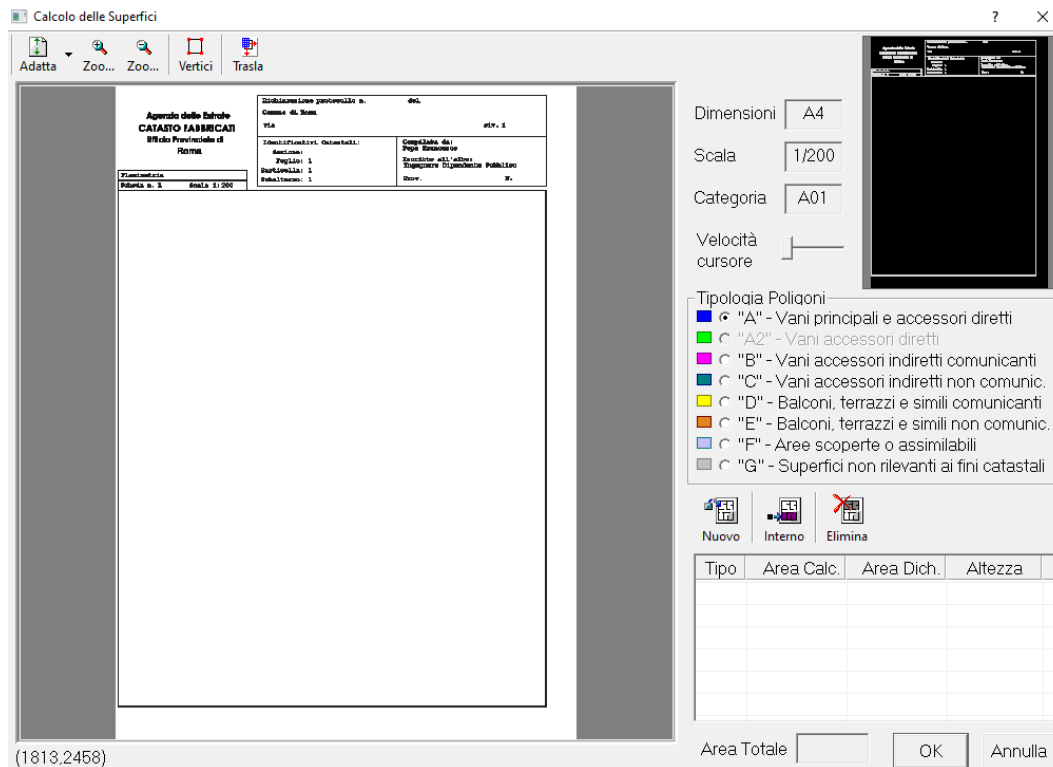 Calcolo delle Superfici
? ×
Adatta Zoo... Zoo... Vertici Trasla
Agenzia delle Entrate
CATASTO FABBRICATI
Ufficio Provinciale di
Roma
Planimetria
Scheda n. 1 Scala 1:200
Dichiarazione protocollo n. del
Comune di Roma
via civ. 1
Identificativi Catastali:
Sezione:
Foglio: 1
Particella: 1
Subalterno: 1
Compilata da:
Iscritto all'albo:
Ingegnere Dipendente Pubblico
Prov. N.
Dimensioni A4
Scala 1/200
Categoria A01
Velocità
cursore
Tipologia Poligoni
"A" - Vani principali e accessori diretti
"A2" - Vani accessori diretti
"B" - Vani accessori indiretti comunicanti
"C" - Vani accessori indiretti non comunic.
"D" - Balconi, terrazzi e simili comunicanti
"E" - Balconi, terrazzi e simili non comunic.
"F" - Aree scoperte o assimilabili
"G" - Superfici non rilevanti ai fini catastali
Nuovo Interno Elimina
Tipo Area Calc. Area Dich. Altezza
Area Totale OK Annulla
(1813,2458)